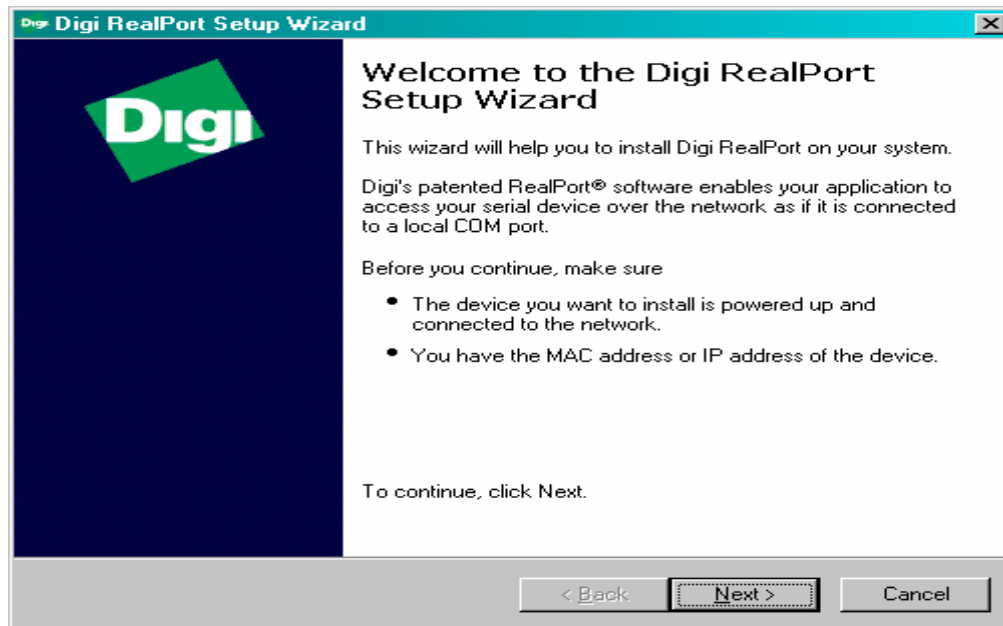 Digi Digi RealPort Setup Wizard
Digi
Welcome to the Digi RealPort
Setup Wizard
This wizard will help you to install Digi RealPort on your system.
Digi's patented RealPort® software enables your application to
access your serial device over the network as if it is connected
to a local COM port.
Before you continue, make sure
• The device you want to install is powered up and
connected to the network.
• You have the MAC address or IP address of the device.
To continue, click Next.
< Back
Next >
Cancel